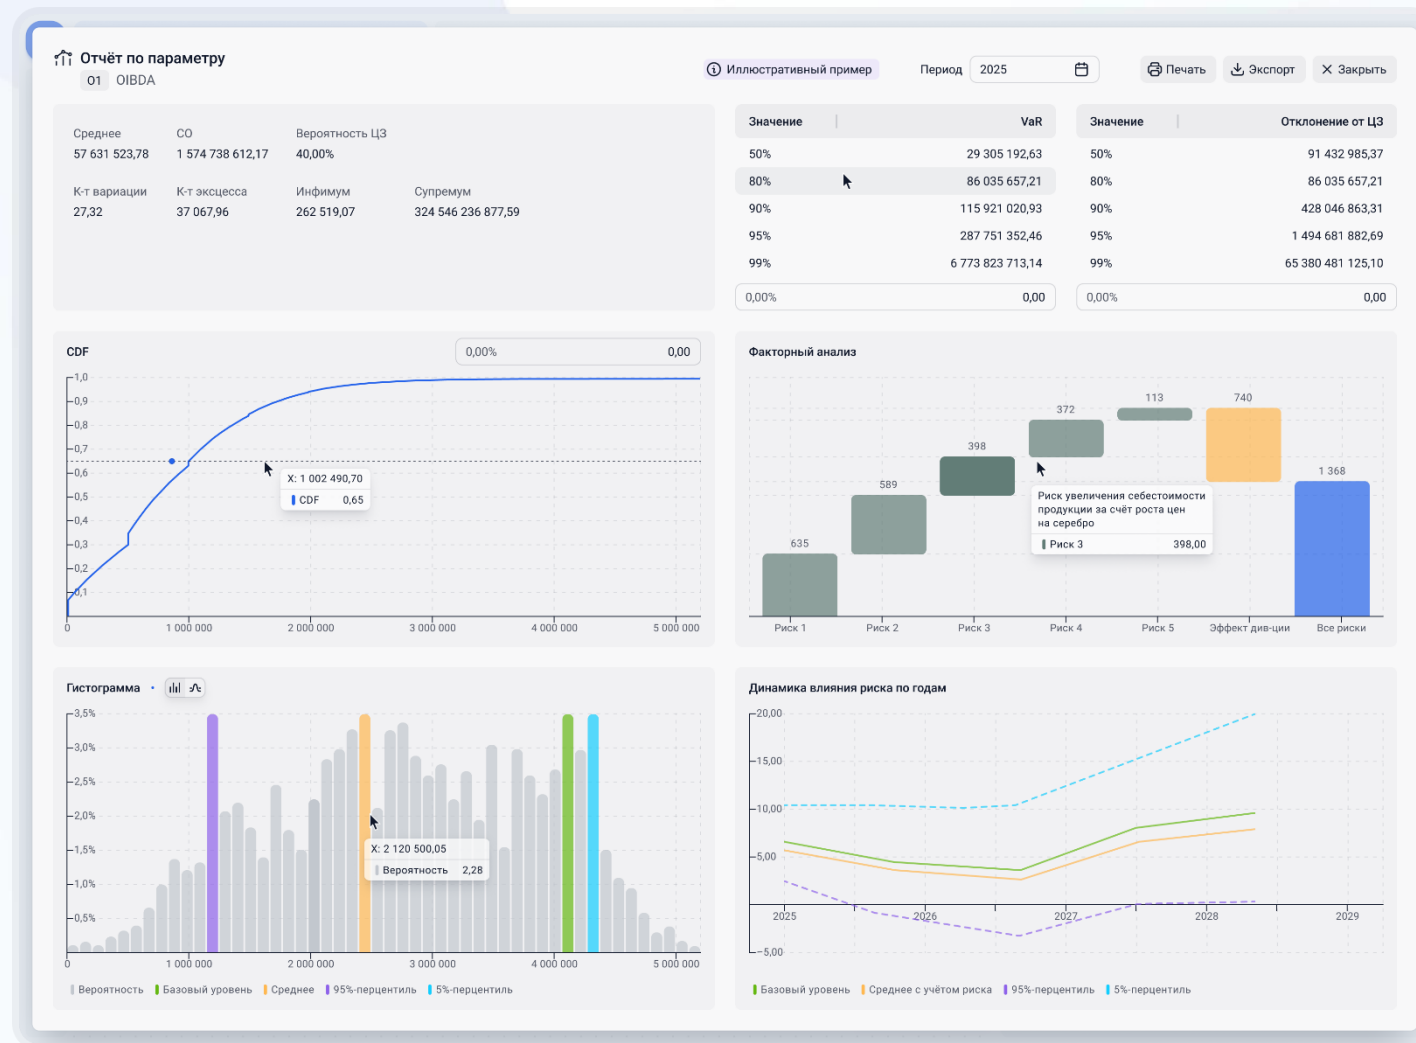 Отчёт по параметру
01 OIBDA
Иллюстративный пример
Период 2025
Печать
Экспорт
Закрыть
Среднее СО Вероятность ЦЗ
57 631 523,78 1 574 738 612,17 40,00%
К-т вариации К-т эксцесса Инфимум Супремум
27,32 37 067,96 262 519,07 324 546 236 877,59
Значение VaR
50% 29 305 192,63
80% 86 035 657,21
90% 115 921 020,93
95% 287 751 352,46
99% 6 773 823 713,14
0,00% 0,00
Значение Отклонение от ЦЗ
50% 91 432 985,37
80% 86 035 657,21
90% 428 046 863,31
95% 1 494 681 882,69
99% 65 380 481 125,10
0,00% 0,00
CDF 0,00% 0,00
1,0
0,9
0,8
0,7
0,6
0,5
0,4
0,3
0,2
0,1
X: 1 002 490,70
CDF 0,65
0 1 000 000 2 000 000 3 000 000 4 000 000 5 000 000
Факторный анализ
635
589
398
372
113
740
1 368
Риск увеличения себестоимости
продукции за счёт роста цен
на серебро
Риск 3 398,00
Риск 1 Риск 2 Риск 3 Риск 4 Риск 5 Эффект див-ции Все риски
Гистограмма
3,5%
3,0%
2,5%
2,0%
1,5%
1,0%
0,5%
X: 2 120 500,05
Вероятность 2,28
0 1 000 000 2 000 000 3 000 000 4 000 000 5 000 000
Вероятность Базовый уровень Среднее 95%-перцентиль 5%-перцентиль
Динамика влияния риска по годам
20,00
15,00
10,00
5,00
2025 2026 2027 2028 2029
-5,00
Базовый уровень Среднее с учётом риска 95%-перцентиль 5%-перцентиль